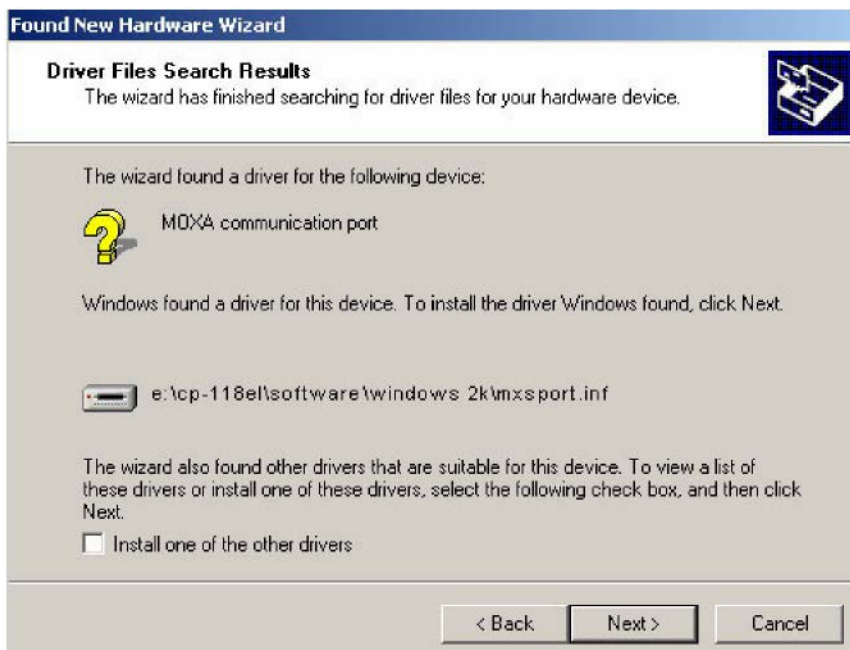 Found New Hardware Wizard
Driver Files Search Results
The wizard has finished searching for driver files for your hardware device.
The wizard found a driver for the following device:
MOXA communication port
Windows found a driver for this device. To install the driver Windows found, click Next.
e:\cp-118el\software\windows 2k\mxsport.inf
The wizard also found other drivers that are suitable for this device. To view a list of
these drivers or install one of these drivers, select the following check box, and then click
Next.
Install one of the other drivers
< Back
Next >
Cancel